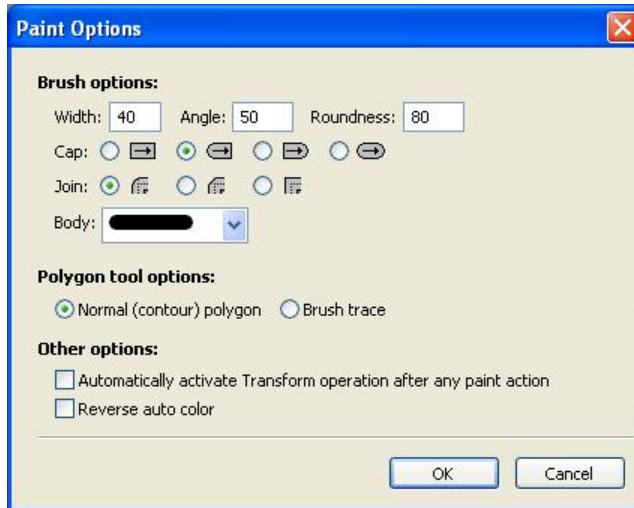 Paint Options
Brush options:
Width: 40 Angle: 50 Roundness: 80
Cap:
Join:
Body:
Polygon tool options:
Normal (contour) polygon Brush trace
Other options:
Automatically activate Transform operation after any paint action
Reverse auto color
OK Cancel